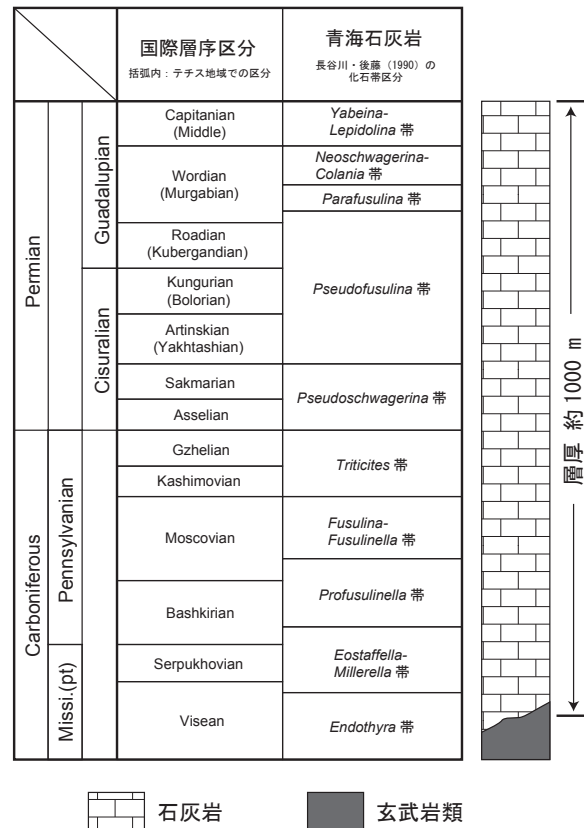 国際層序区分
括弧内：テチス地域での区分
青海石灰岩
長谷川・後藤（1990）の
化石帯区分
Permian
Guadalupian
Cisuralian
Carboniferous
Pennsylvanian
Missi.(pt)
Capitanian
(Middle)
Wordian
(Murgabian)
Roadian
(Kubergandian)
Kungurian
(Bolorian)
Artinskian
(Yakhtashian)
Sakmarian
Asselian
Gzhelian
Kashimovian
Moscovian
Bashkirian
Serpukhovian
Visean
Yabeina-
Lepidolina 帯
Neoschwagerina-
Colania 帯
Parafusulina 帯
Pseudofusulina 帯
Pseudoschwagerina 帯
Triticites 帯
Fusulina-
Fusulinella 帯
Profusulinella 帯
Eostaffella-
Millerella 帯
Endothyra 帯
層厚 約1000 m
石灰岩
玄武岩類